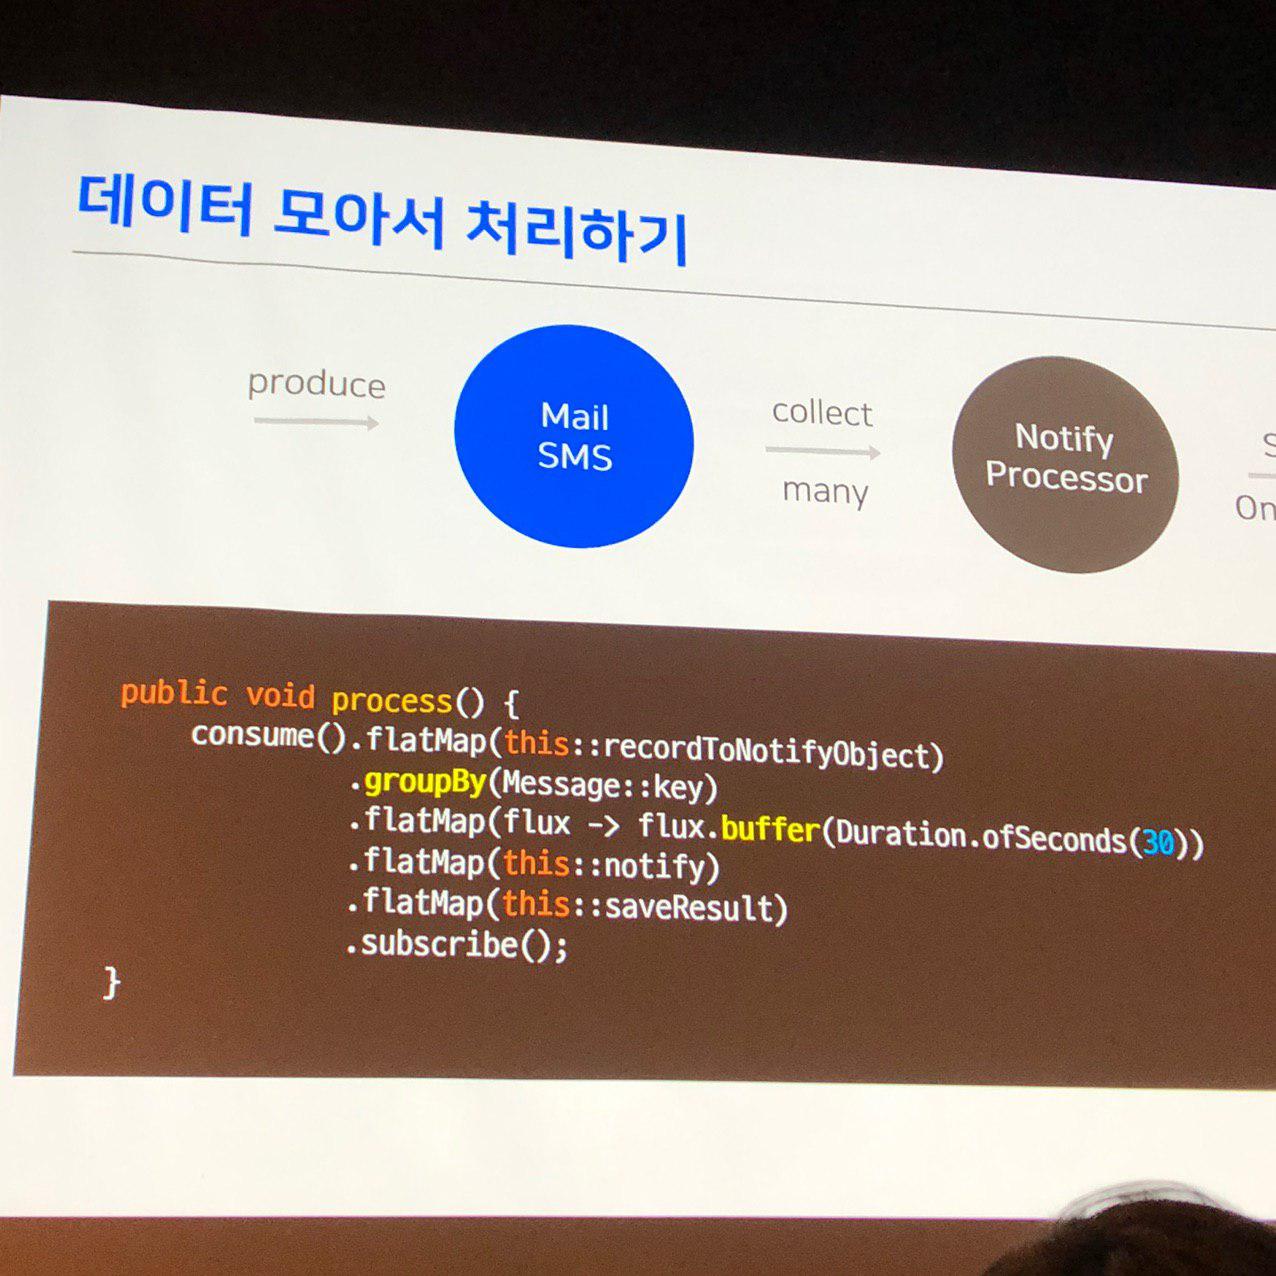 데이터 모아서 처리하기
produce
Mail
SMS
collect
many
Notify
Processor
public void process() {
consume().flatMap(this::recordToNotifyObject)
.groupBy(Message::key)
.flatMap(flux -> flux.buffer(Duration.ofSeconds(30))
.flatMap(this::notify)
.flatMap(this::saveResult)
.subscribe();
}